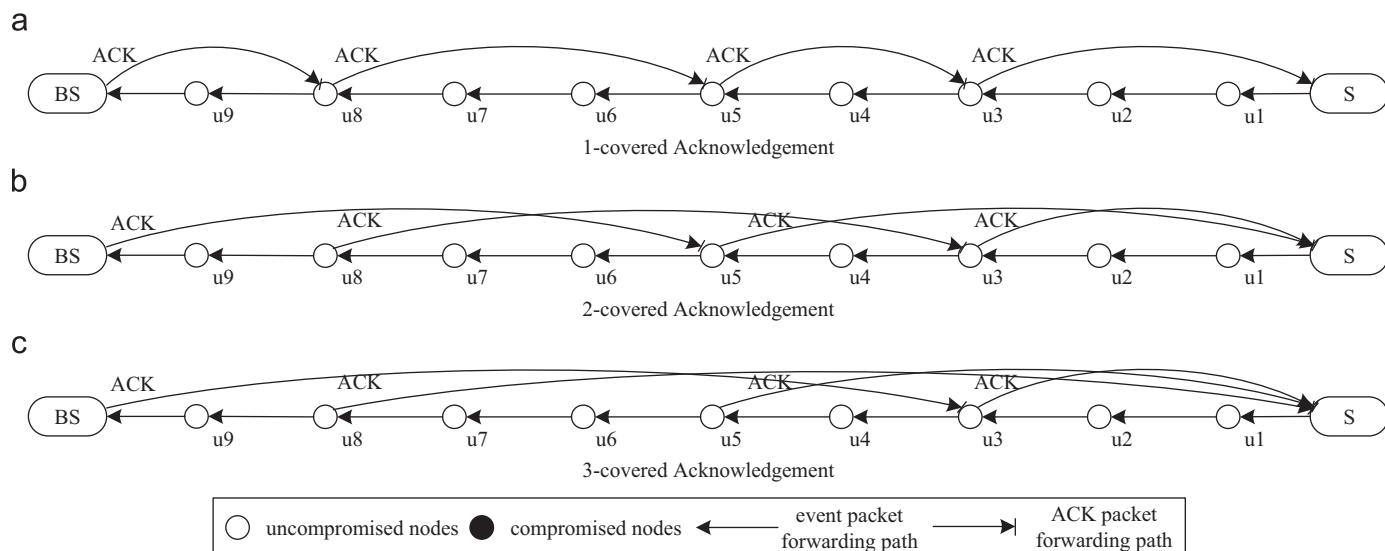 a
ACK ACK ACK ACK
BS u9 u8 u7 u6 u5 u4 u3 u2 u1 S
1-covered Acknowledgement
b
ACK ACK ACK ACK
BS u9 u8 u7 u6 u5 u4 u3 u2 u1 S
2-covered Acknowledgement
c
ACK ACK ACK ACK
BS u9 u8 u7 u6 u5 u4 u3 u2 u1 S
3-covered Acknowledgement
uncompromised nodes
compromised nodes
event packet
forwarding path
ACK packet
forwarding path